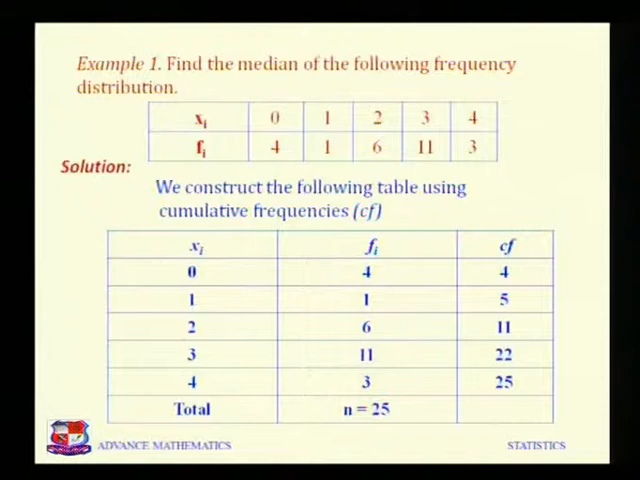 Example 1. Find the median of the following frequency
distribution.
xi 0 1 2 3 4
fi 4 1 6 11 3
Solution:
We construct the following table using
cumulative frequencies (cf)
xi fi cf
0 4 4
1 1 5
2 6 11
3 11 22
4 3 25
Total n = 25
ADVANCE MATHEMATICS STATISTICS